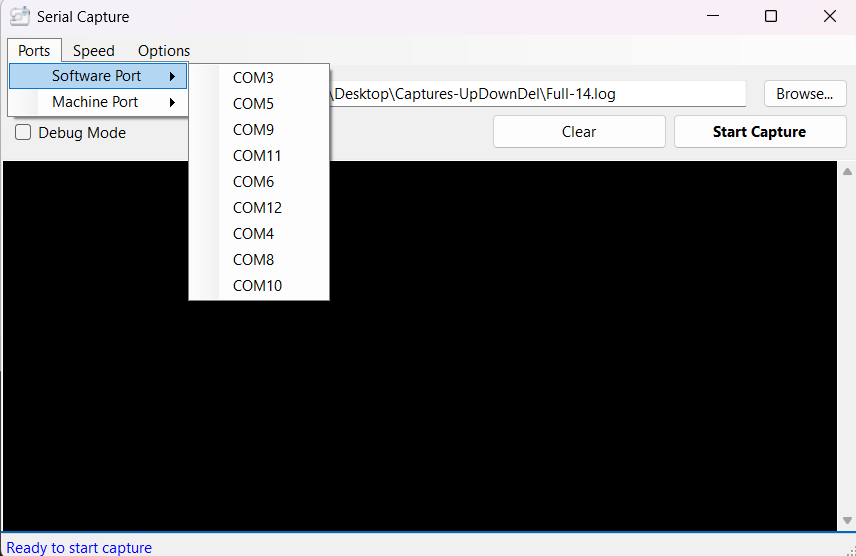 Serial Capture
Ports Speed Options
Software Port
Machine Port
COM3
COM5
COM9
COM11
COM6
COM12
COM4
COM8
COM10
\Desktop\Captures-UpDownDel\Full-14.log
Browse...
Debug Mode
Clear
Start Capture
Ready to start capture